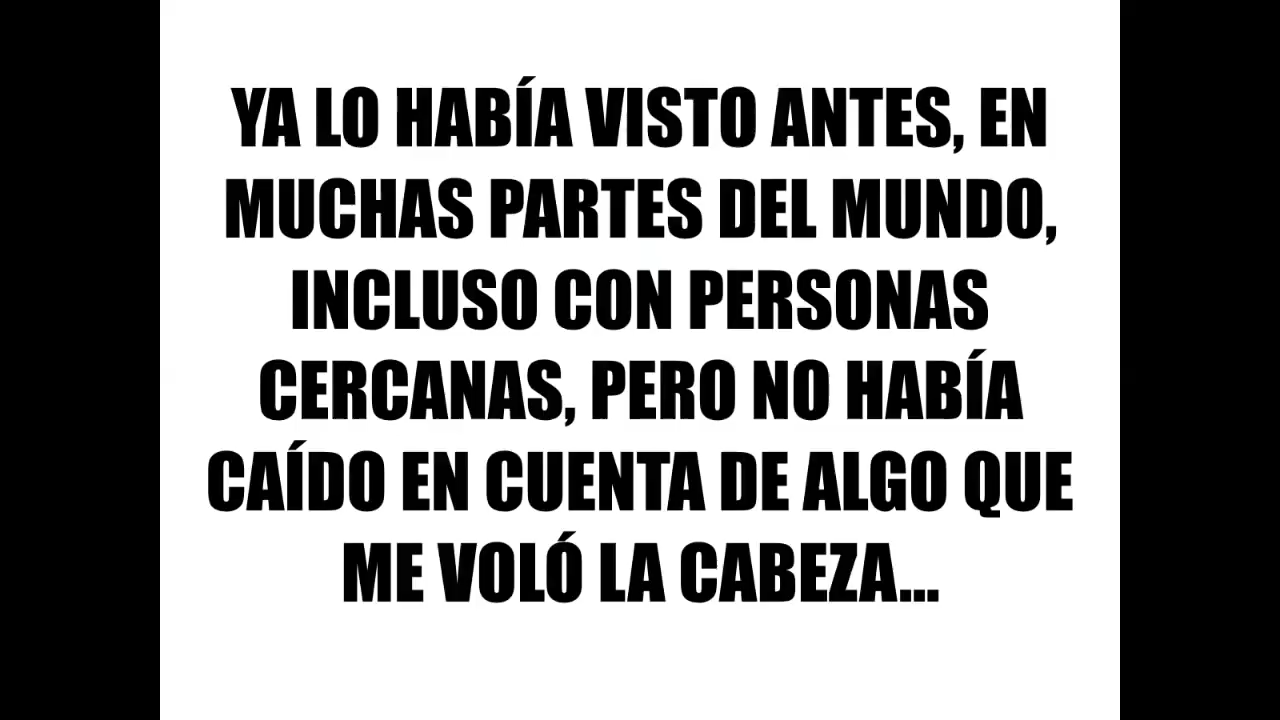 YA LO HABÍA VISTO ANTES, EN
MUCHAS PARTES DEL MUNDO,
INCLUSO CON PERSONAS
CERCANAS, PERO NO HABÍA
CAÍDO EN CUENTA DE ALGO QUE
ME VOLÓ LA CABEZA...